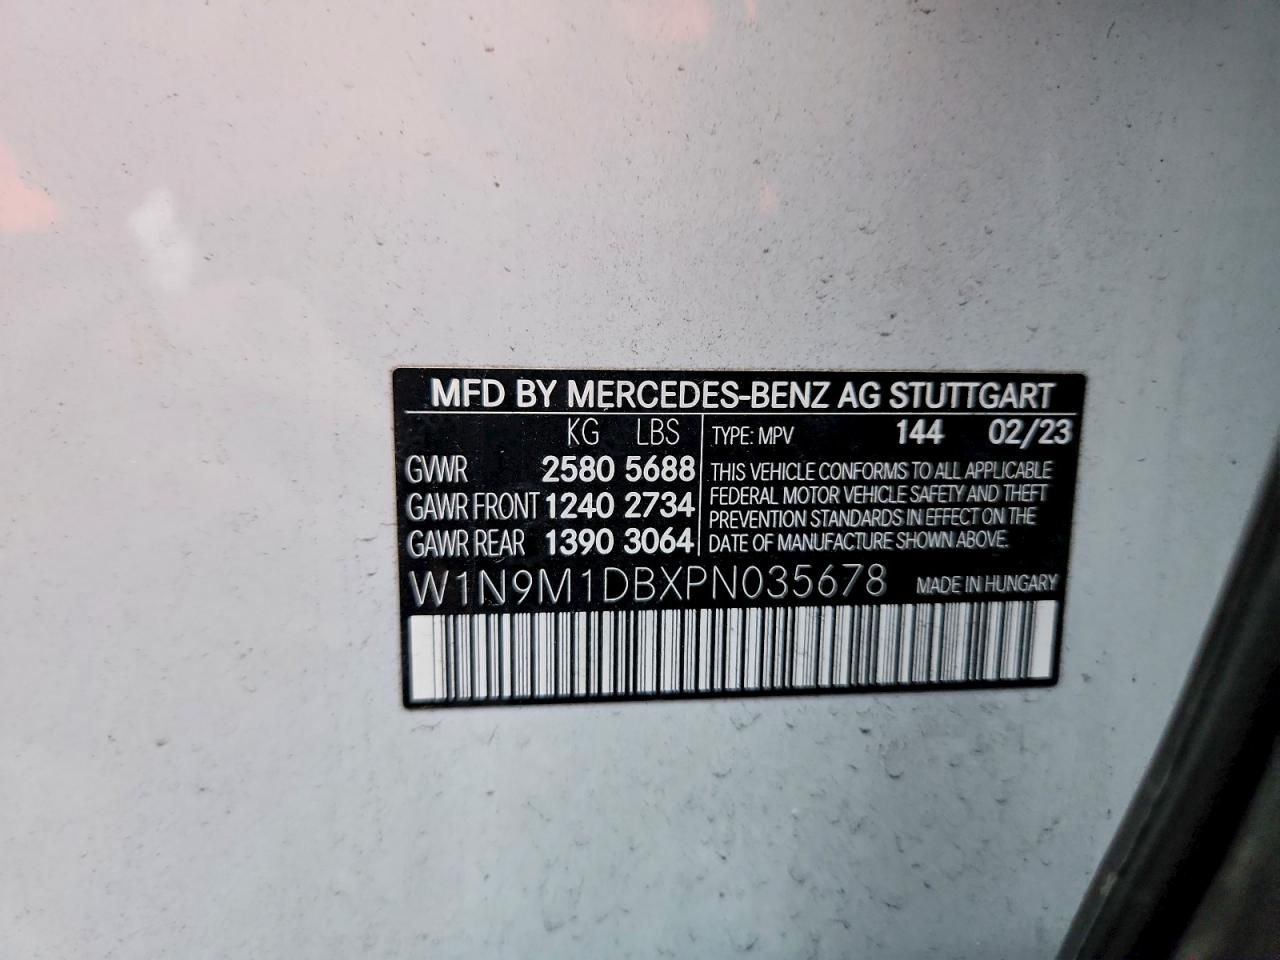 MFD BY MERCEDES-BENZ AG STUTTGART
KG LBS
GVWR 2580 5688
GAWR FRONT 1240 2734
GAWR REAR 1390 3064
TYPE: MPV 144 02/23
THIS VEHICLE CONFORMS TO ALL APPLICABLE
FEDERAL MOTOR VEHICLE SAFETY AND THEFT
PREVENTION STANDARDS IN EFFECT ON THE
DATE OF MANUFACTURE SHOWN ABOVE.
W1N9M1DBXPN035678 MADE IN HUNGARY